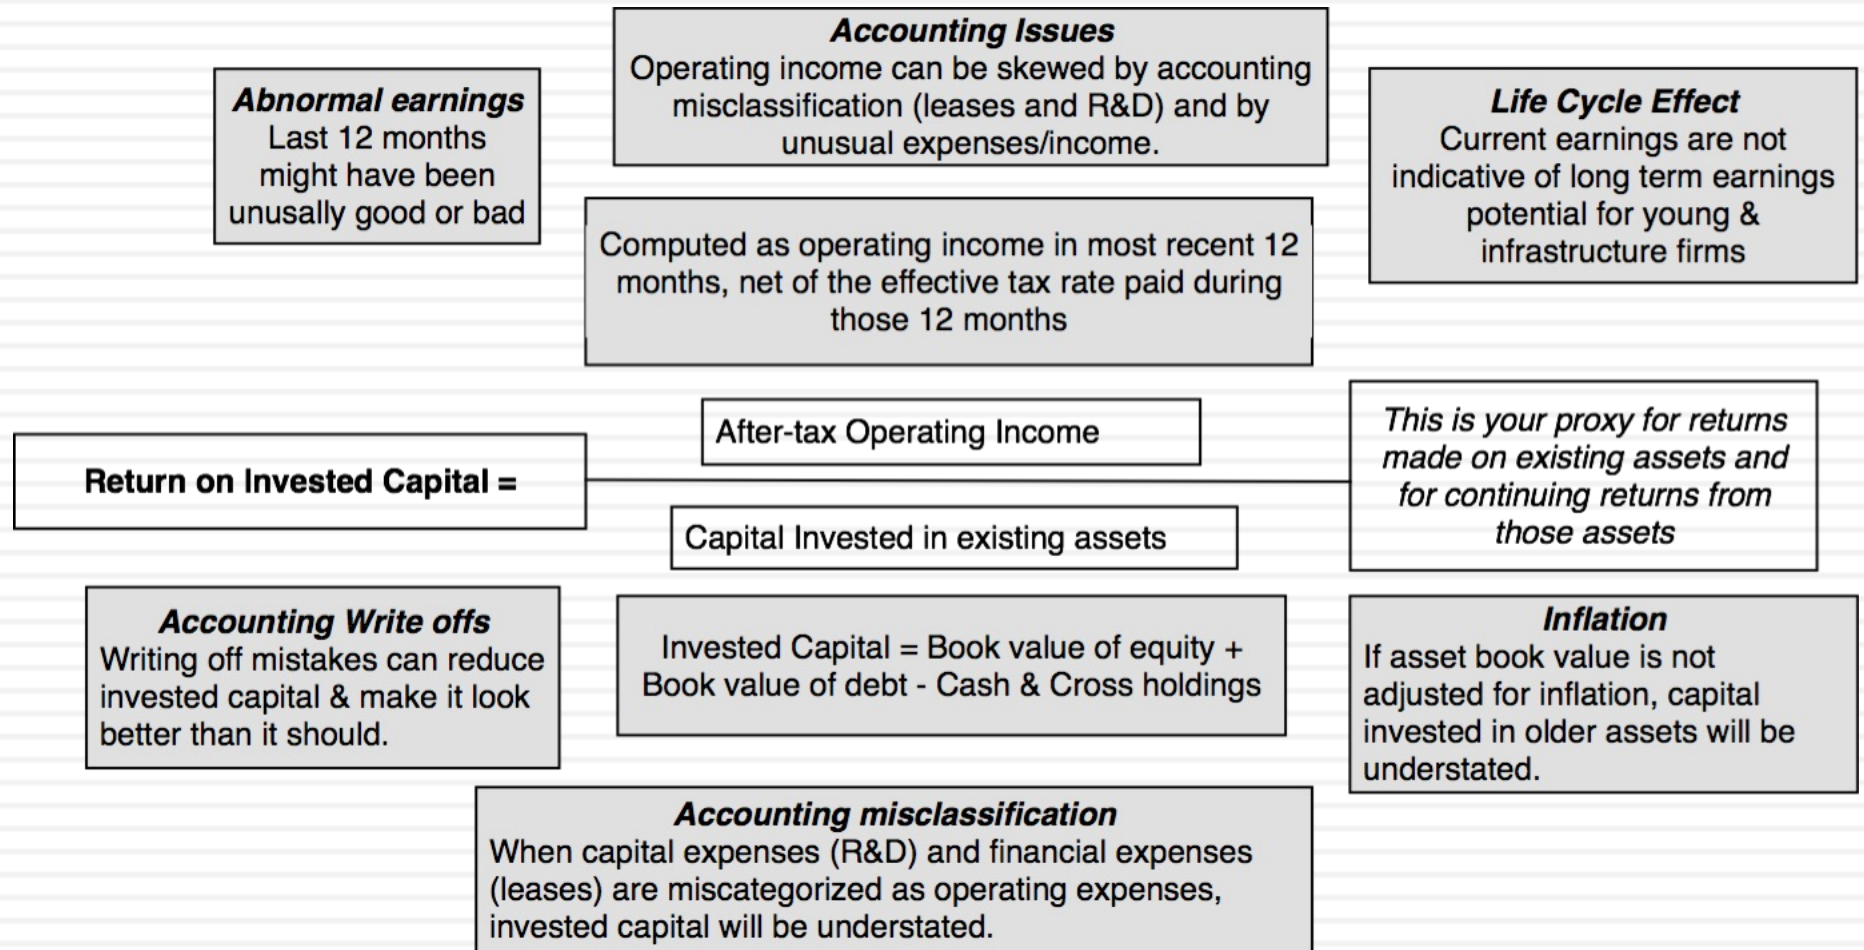 Accounting Issues
Operating income can be skewed by accounting
misclassification (leases and R&D) and by
unusual expenses/income.
Abnormal earnings
Last 12 months
might have been
unusally good or bad
Life Cycle Effect
Current earnings are not
indicative of long term earnings
potential for young &
infrastructure firms
Computed as operating income in most recent 12
months, net of the effective tax rate paid during
those 12 months
Return on Invested Capital =
After-tax Operating Income
Capital Invested in existing assets
This is your proxy for returns
made on existing assets and
for continuing returns from
those assets
Accounting Write offs
Writing off mistakes can reduce
invested capital & make it look
better than it should.
Invested Capital = Book value of equity +
Book value of debt - Cash & Cross holdings
Inflation
If asset book value is not
adjusted for inflation, capital
invested in older assets will be
understated.
Accounting misclassification
When capital expenses (R&D) and financial expenses
(leases) are miscategorized as operating expenses,
invested capital will be understated.